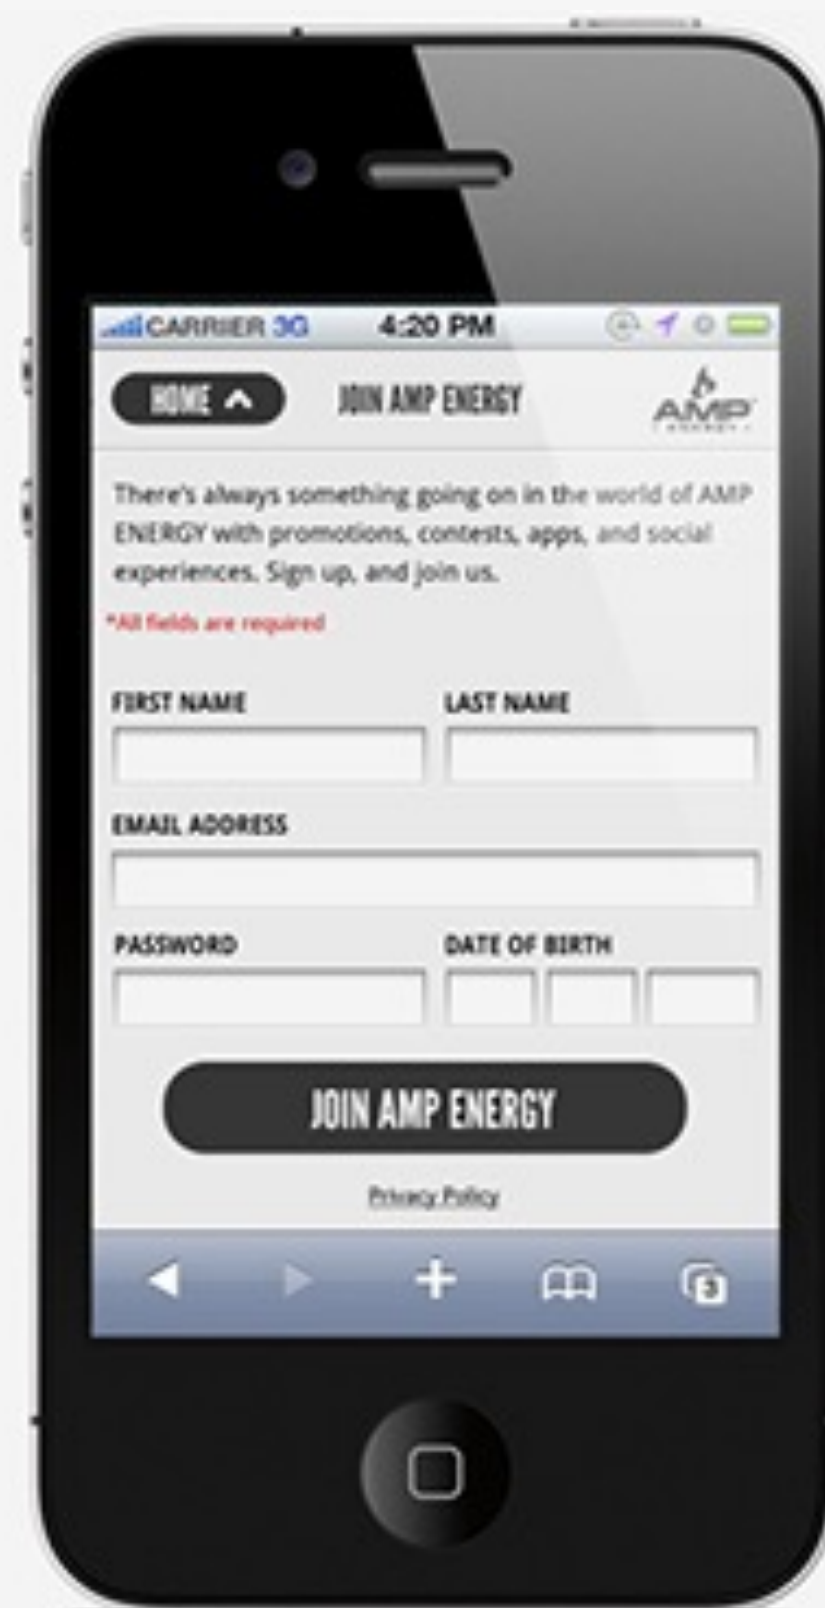 CARRIER 3G 4:20 PM
HOME JOIN AMP ENERGY AMP
There's always something going on in the world of AMP
ENERGY with promotions, contests, apps, and social
experiences. Sign up, and join us.
*All fields are required
FIRST NAME LAST NAME
EMAIL ADDRESS
PASSWORD DATE OF BIRTH
JOIN AMP ENERGY
Privacy Policy
3